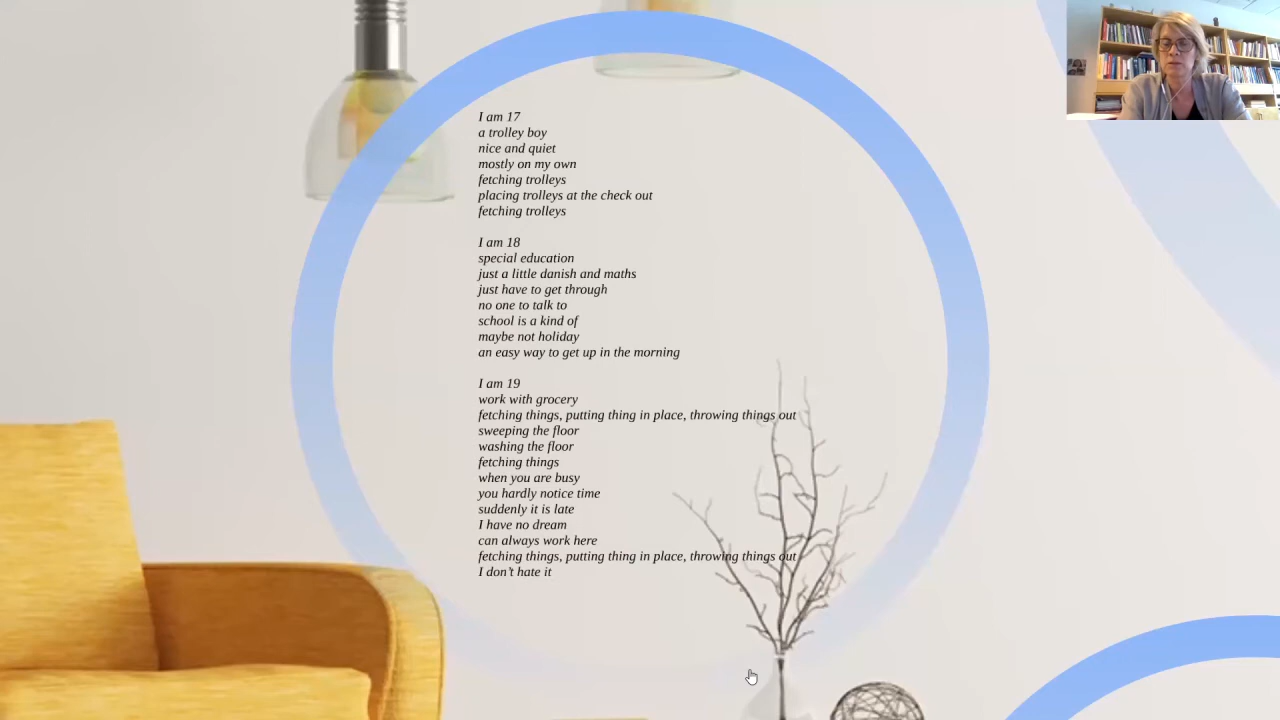 I am 17
a trolley boy
nice and quiet
mostly on my own
fetching trolleys
placing trolleys at the check out
fetching trolleys
I am 18
special education
just a little danish and maths
just have to get through
no one to talk to
school is a kind of
maybe not holiday
an easy way to get up in the morning
I am 19
work with grocery
fetching things, putting thing in place, throwing things out
sweeping the floor
washing the floor
fetching things
when you are busy
you hardly notice time
suddenly it is late
I have no dream
can always work here
fetching things, putting thing in place, throwing things out
I don't hate it